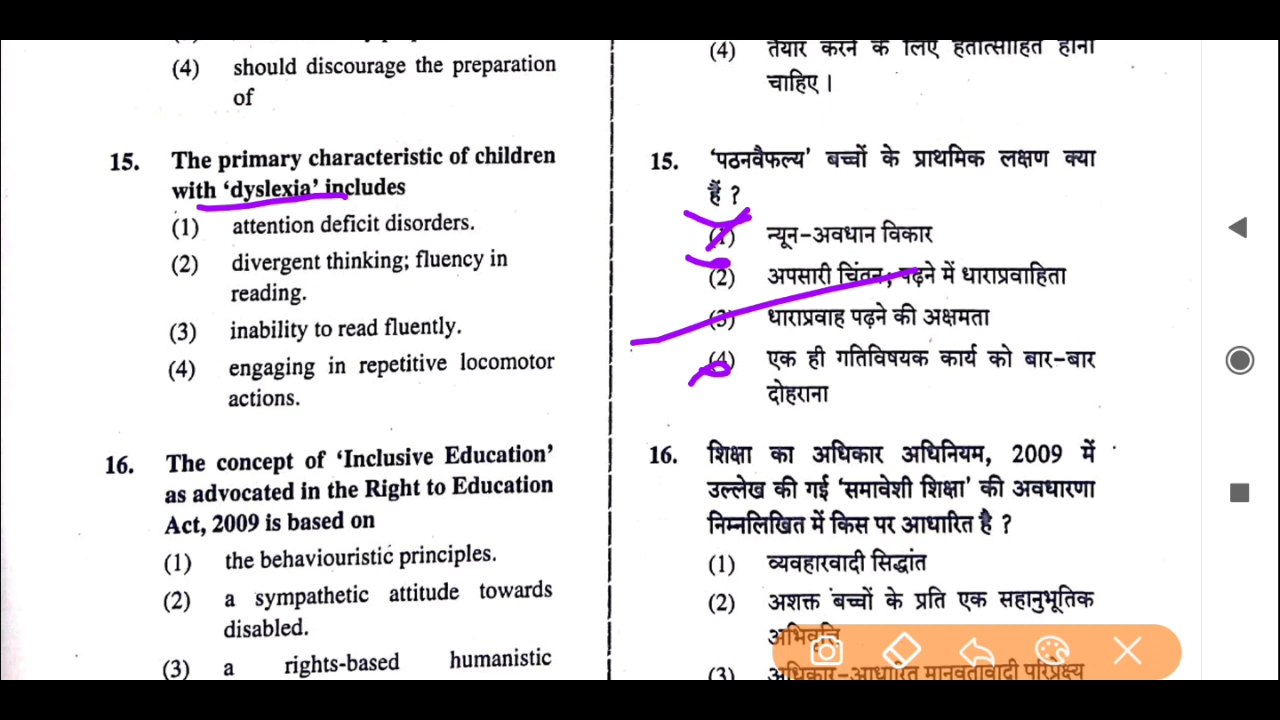 (4) should discourage the preparation
of
15. The primary characteristic of children
with ‘dyslexia’ includes
(1) attention deficit disorders.
(2) divergent thinking; fluency in
reading.
(3) inability to read fluently.
(4) engaging in repetitive locomotor
actions.
16. The concept of ‘Inclusive Education’
as advocated in the Right to Education
Act, 2009 is based on
(1) the behaviouristic principles.
(2) a sympathetic attitude towards
disabled.
(3) a rights-based humanistic
(4) तैयार करने के लिए हतोत्साहित होना
चाहिए ।
15. ‘पठनवैफल्य’ बच्चों के प्राथमिक लक्षण क्या
हैं ?
(1) न्यून-अवधान विकार
(2) अपसारी चिंतन; पढ़ने में धाराप्रवाहिता
(3) धाराप्रवाह पढ़ने की अक्षमता
(4) एक ही गतिविषयक कार्य को बार-बार
दोहराना
16. शिक्षा का अधिकार अधिनियम, 2009 में
उल्लेख की गई ‘समावेशी शिक्षा’ की अवधारणा
निम्नलिखित में किस पर आधारित है ?
(1) व्यवहारवादी सिद्धांत
(2) अशक्त बच्चों के प्रति एक सहानुभूतिक
अभिवृत्ति
(3) अधिकार-आधारित मानवतावादी परिप्रेक्ष्य